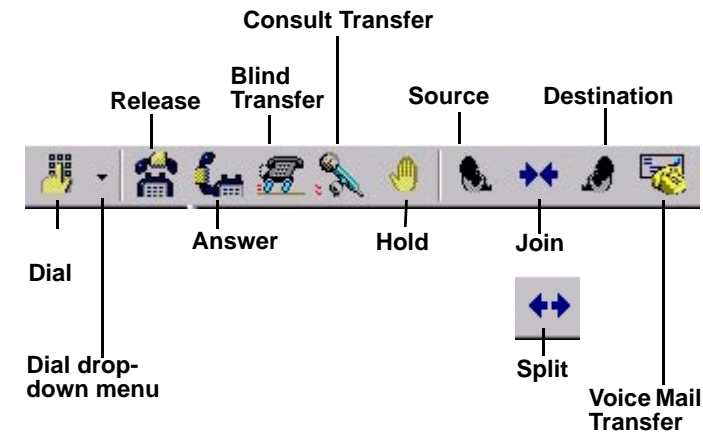 Consult Transfer
Blind
Transfer
Release
Source
Destination
Answer
Hold
Join
Dial
Dial drop-
down menu
Split
Voice Mail
Transfer